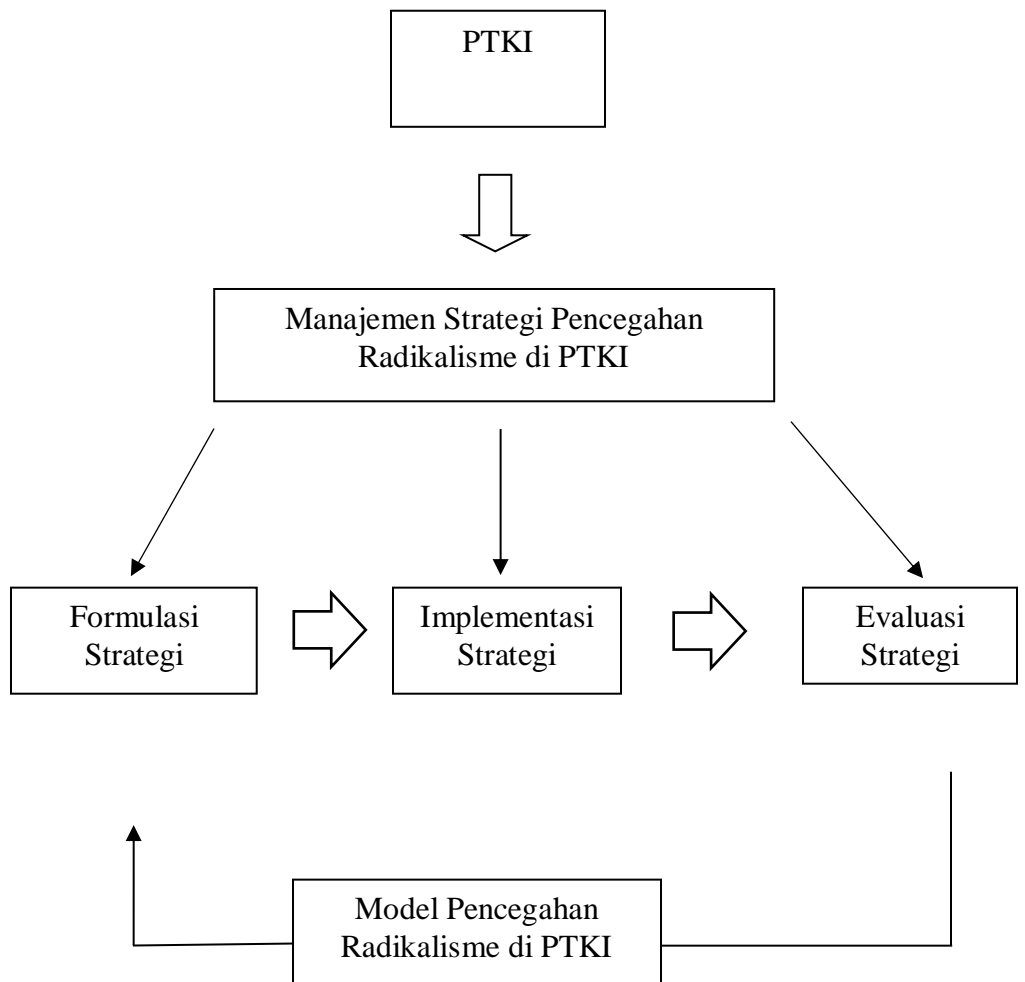 PTKI
Manajemen Strategi Pencegahan
Radikalisme di PTKI
Formulasi
Strategi
Implementasi
Strategi
Evaluasi
Strategi
Model Pencegahan
Radikalisme di PTKI